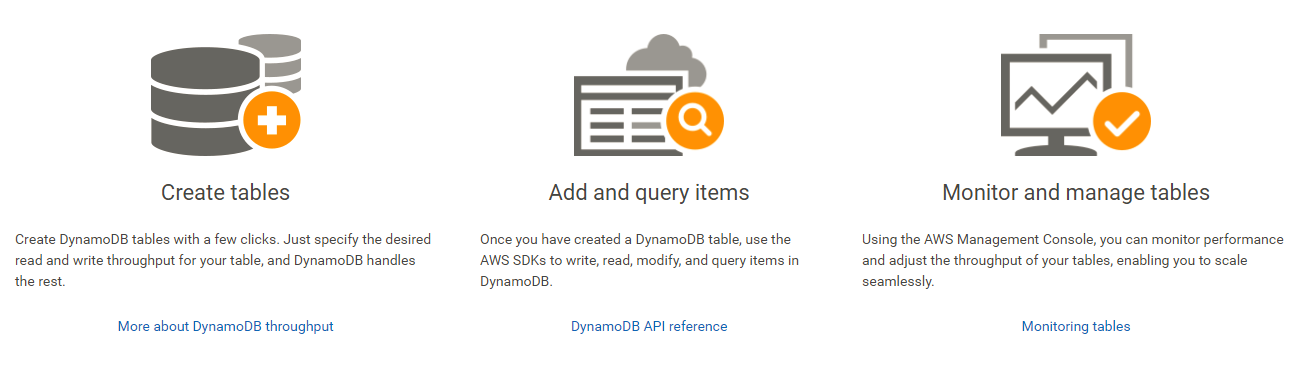 Create tables
Create DynamoDB tables with a few clicks. Just specify the desired
read and write throughput for your table, and DynamoDB handles
the rest.
More about DynamoDB throughput
Add and query items
Once you have created a DynamoDB table, use the
AWS SDKs to write, read, modify, and query items in
DynamoDB.
DynamoDB API reference
Monitor and manage tables
Using the AWS Management Console, you can monitor performance
and adjust the throughput of your tables, enabling you to scale
seamlessly.
Monitoring tables